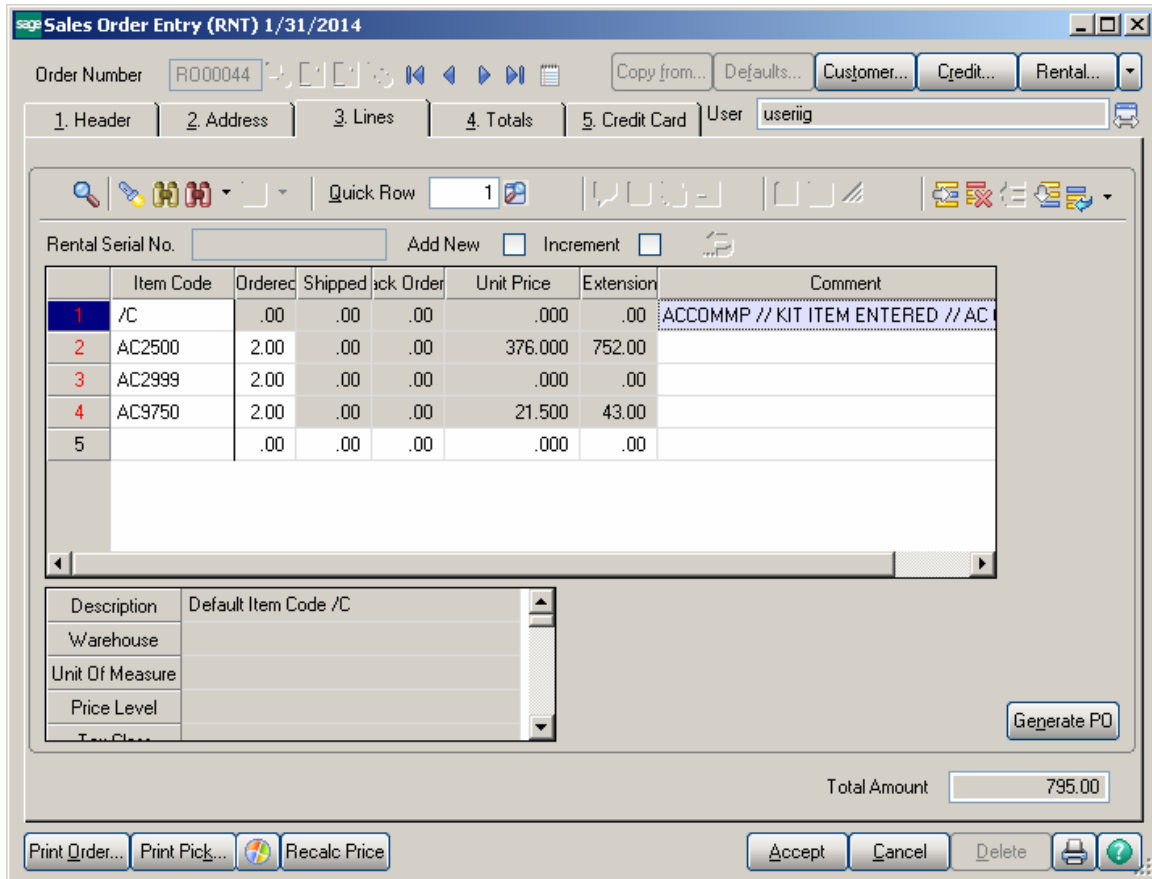 sage Sales Order Entry (RNT) 1/31/2014
Order Number RO00044 Copy from... Defaults... Customer... Credit... Rental...
1. Header 2. Address 3. Lines 4. Totals 5. Credit Card User useriig
Quick Row 1
Rental Serial No. Add New Increment
Item Code Ordered Shipped ack Order Unit Price Extension Comment
1 /C .00 .00 .00 .000 .00 ACCOMMP // KIT ITEM ENTERED // AC
2 AC2500 2.00 .00 .00 376.000 752.00
3 AC2999 2.00 .00 .00 .000 .00
4 AC9750 2.00 .00 .00 21.500 43.00
5 .00 .00 .00 .000 .00
Description Default Item Code /C
Warehouse
Unit Of Measure
Price Level
Generate PO
Total Amount 795.00
Print Order... Print Pick... Recalc Price Accept Cancel Delete